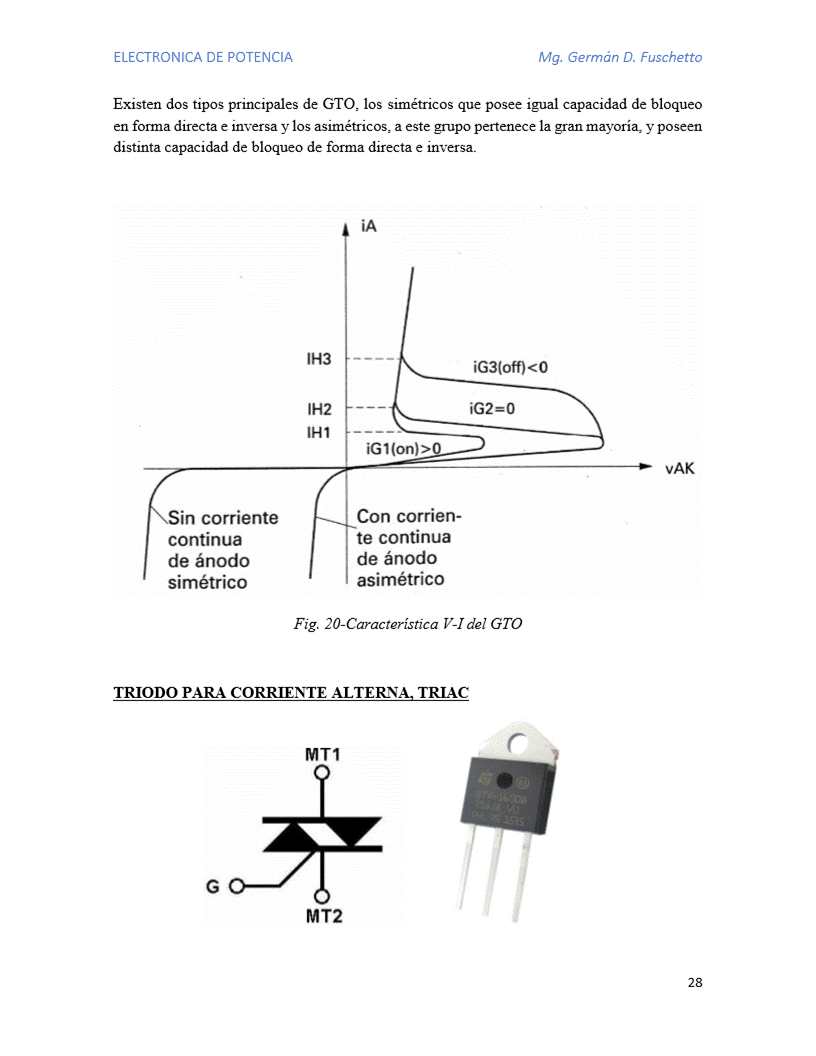 ELECTRONICA DE POTENCIA Mg. Germán D. Fuschetto
Existen dos tipos principales de GTO, los simétricos que posee igual capacidad de bloqueo
en forma directa e inversa y los asimétricos, a este grupo pertenece la gran mayoría, y poseen
distinta capacidad de bloqueo de forma directa e inversa.
iA
IH3
iG3(off)<0
IH2
iG2=0
IH1
iG1(on)>0
vAK
Sin corriente
continua
de ánodo
simétrico
Con corrien-
te continua
de ánodo
asimétrico
Fig. 20-Característica V-I del GTO
TRIODO PARA CORRIENTE ALTERNA, TRIAC
MT1
G
MT2
28